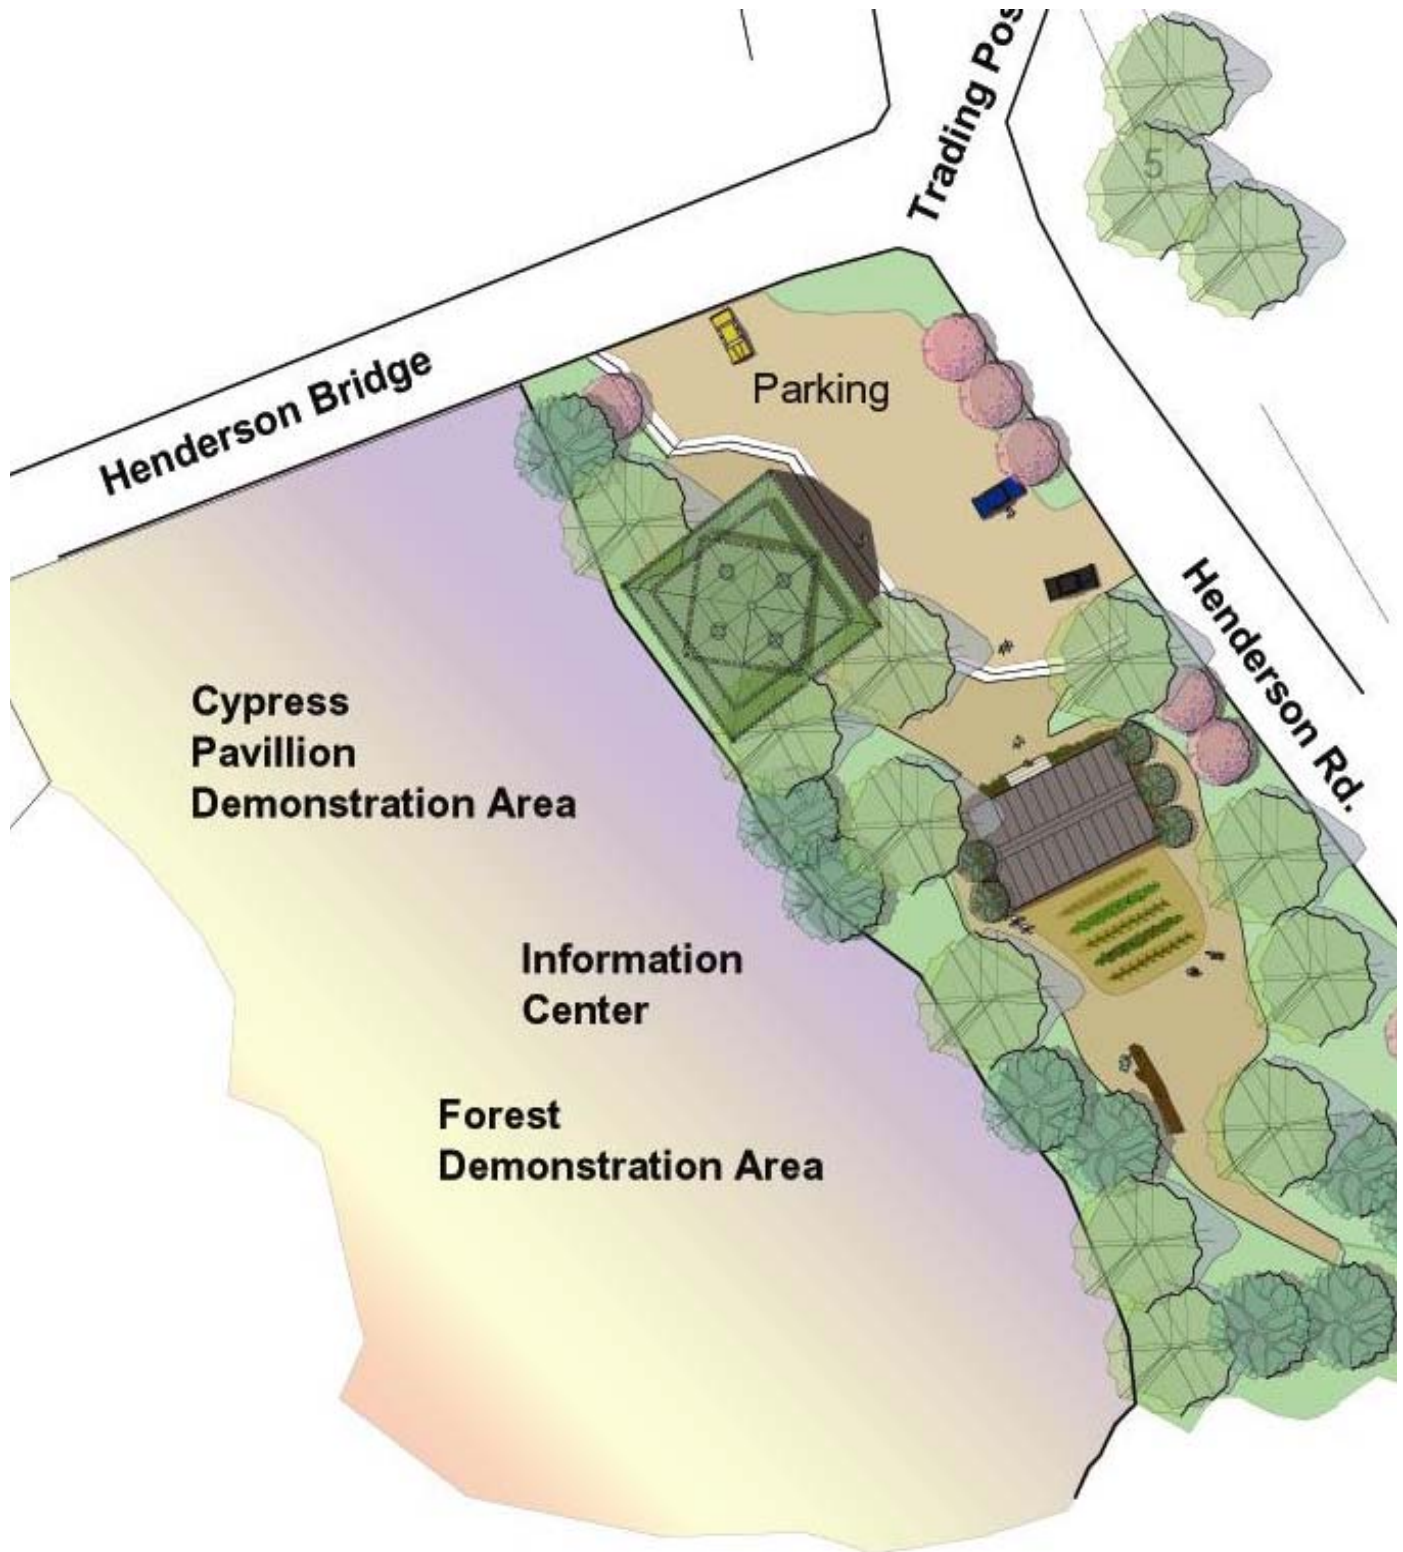 Trading Pos
5
Henderson Bridge
Parking
Henderson Rd.
Cypress
Pavillion
Demonstration Area
Information
Center
Forest
Demonstration Area